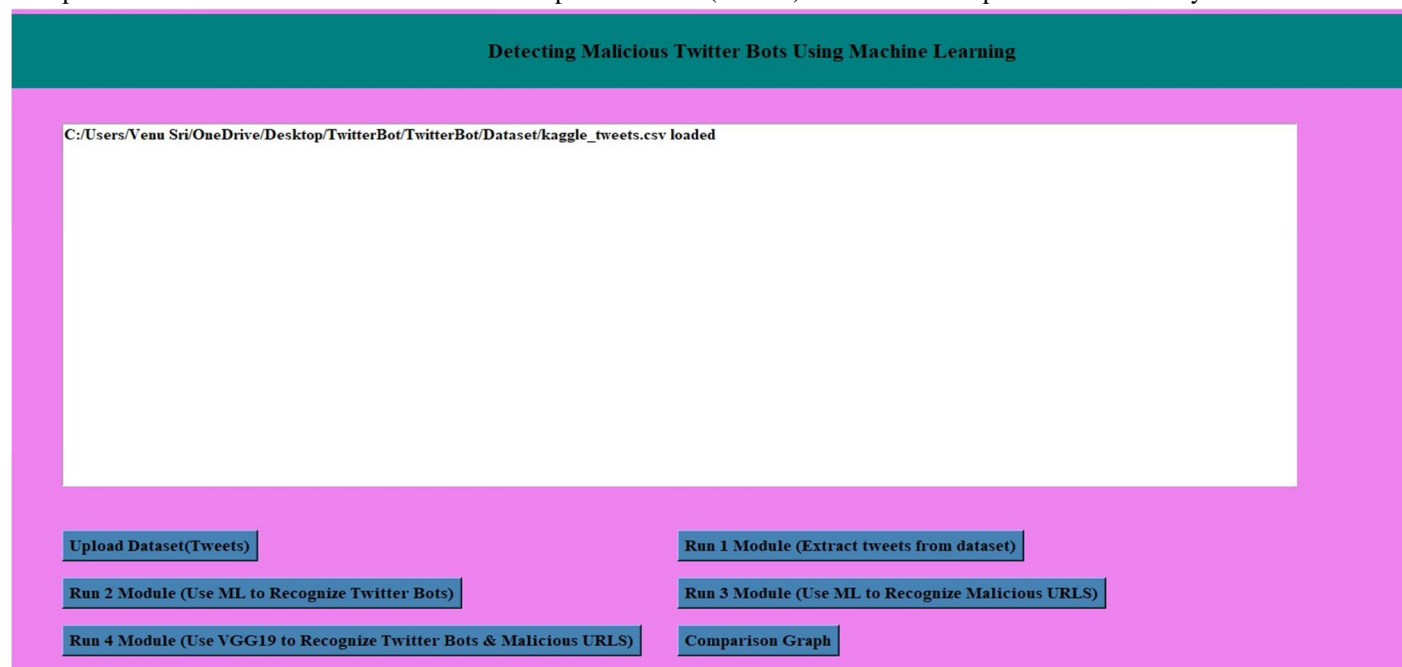 Detecting Malicious Twitter Bots Using Machine Learning
C:/Users/Venu Sri/OneDrive/Desktop/TwitterBot/TwitterBot/Dataset/kaggle_tweets.csv loaded
Upload Dataset(Tweets)
Run 1 Module (Extract tweets from dataset)
Run 2 Module (Use ML to Recognize Twitter Bots)
Run 3 Module (Use ML to Recognize Malicious URLS)
Run 4 Module (Use VGG19 to Recognize Twitter Bots & Malicious URLS)
Comparison Graph